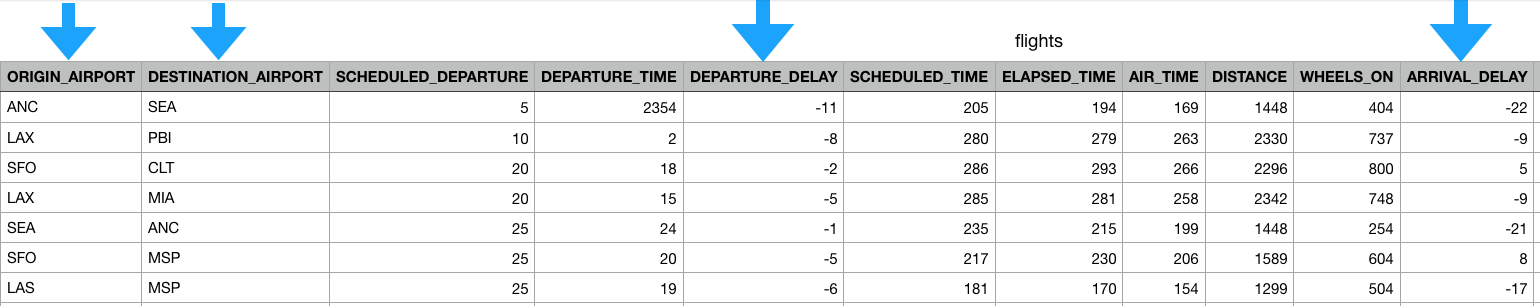 flights
ORIGIN_AIRPORT DESTINATION_AIRPORT SCHEDULED_DEPARTURE DEPARTURE_TIME DEPARTURE_DELAY SCHEDULED_TIME ELAPSED_TIME AIR_TIME DISTANCE WHEELS_ON ARRIVAL_DELAY
ANC SEA 5 2354 -11 205 194 169 1448 404 -22
LAX PBI 10 2 -8 280 279 263 2330 737 -9
SFO CLT 20 18 -2 286 293 266 2296 800 5
LAX MIA 20 15 -5 285 281 258 2342 748 -9
SEA ANC 25 24 -1 235 215 199 1448 254 -21
SFO MSP 25 20 -5 217 230 206 1589 604 8
LAS MSP 25 19 -6 181 170 154 1299 504 -17